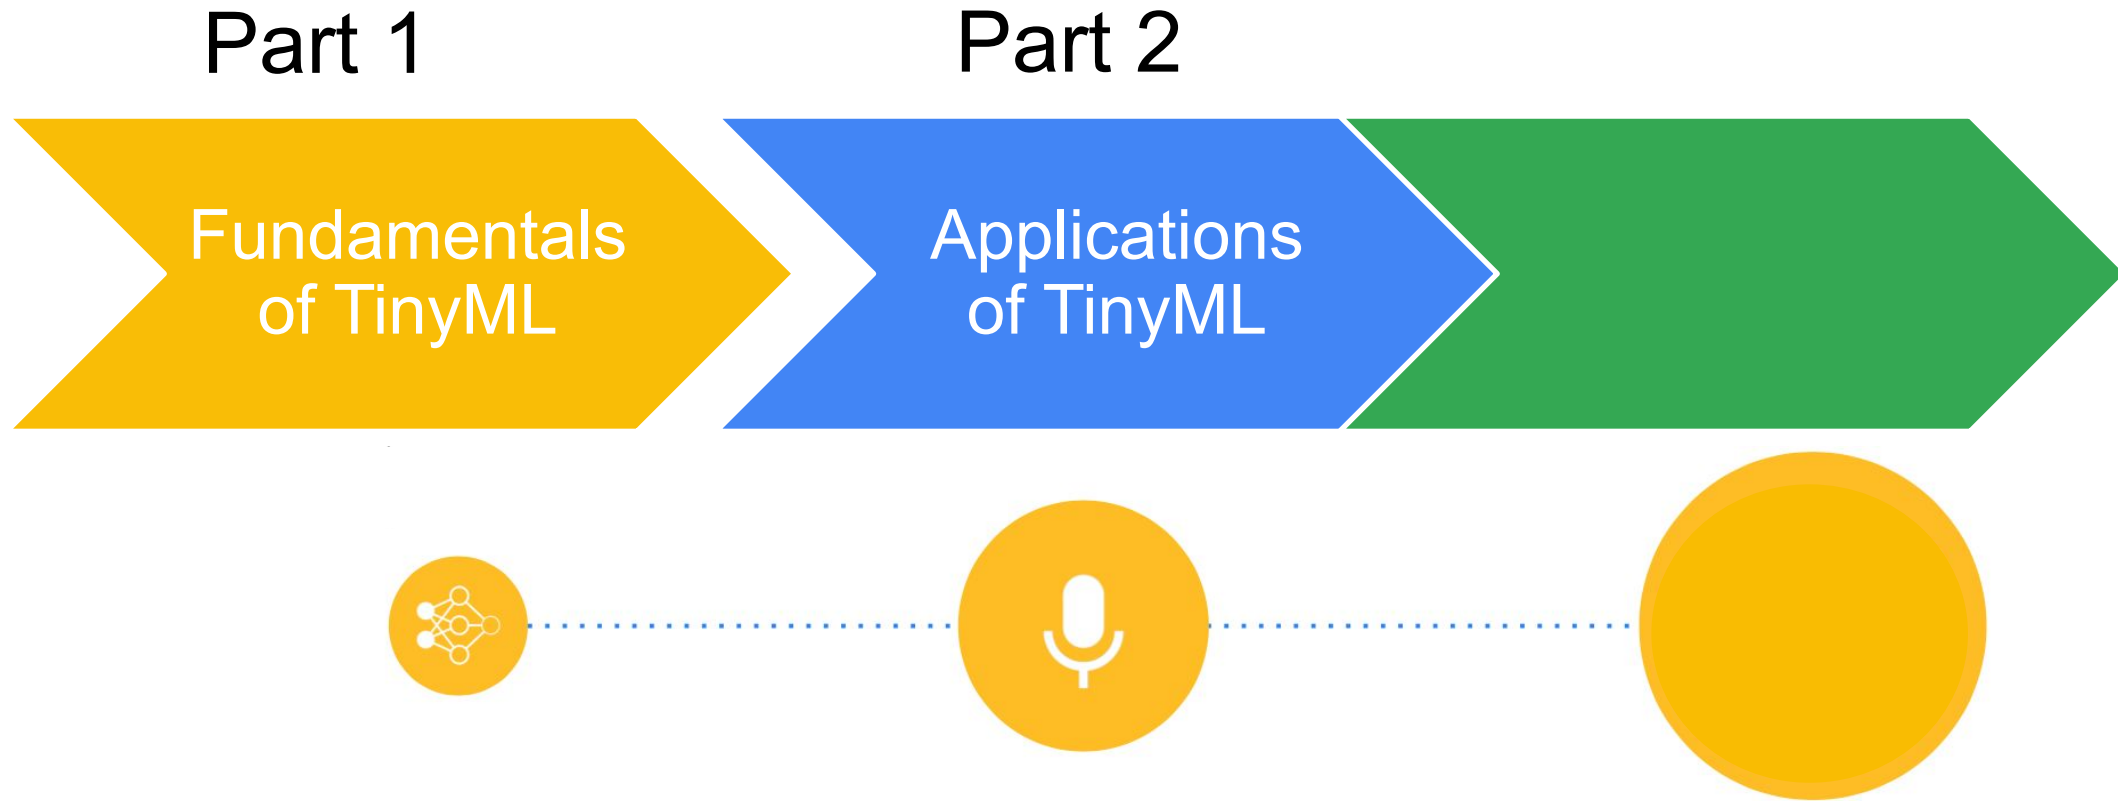 Part 1
Part 2
Fundamentals
of TinyML
Applications
of TinyML